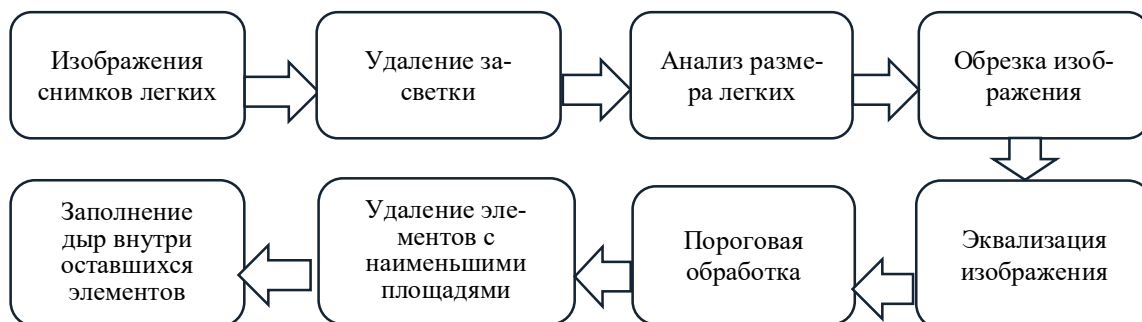 Изображения
снимков легких
Удаление за-
светки
Анализ разме-
ра легких
Обрезка изоб-
ражения
Эквализация
изображения
Пороговая
обработка
Удаление эле-
ментов с
наименьшими
площадями
Заполнение
дыр внутри
оставшихся
элементов